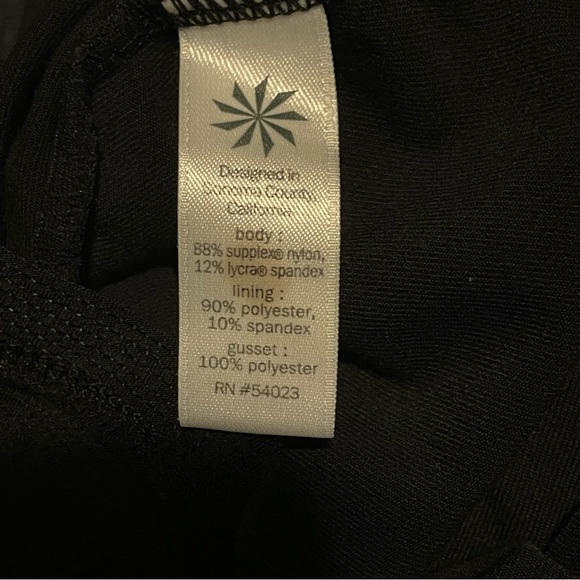 Designed in
Sonoma County,
California
body :
88% supplex® nylon,
12% lycra® spandex
lining :
90% polyester,
10% spandex
gusset :
100% polyester
RN #54023